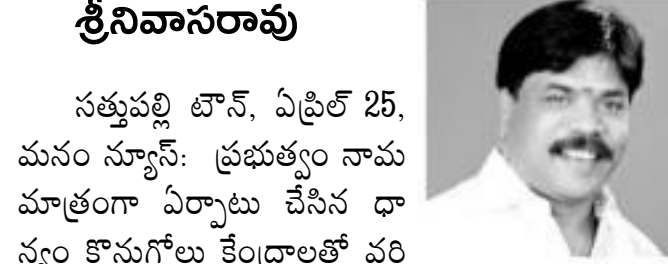 శ్రీనివాసరావు
సత్తుపల్లి టౌన్, ఏప్రిల్ 25,
మనం న్యూస్: ప్రభుత్వం నామ
మాత్రంగా ఏర్పాటు చేసిన ధా
న్యం కొనుగోలు కేంద్రాలతో వరి